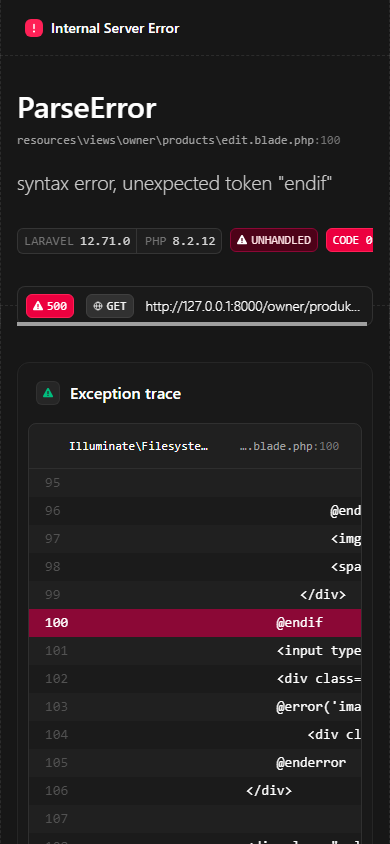 Internal Server Error
ParseError
resources\views\owner\products\edit.blade.php:100
syntax error, unexpected token "endif"
LARAVEL 12.71.0 PHP 8.2.12 UNHANDLED CODE 0
500 GET http://127.0.0.1:8000/owner/produk...
Exception trace
Illuminate\Filesyste… ….blade.php:100
95
96 @end
97 <img
98 <spa
99 </div>
100 @endif
101 <input type
102 <div class=
103 @error('ima
104 <div cl
105 @enderror
106 </div>
107